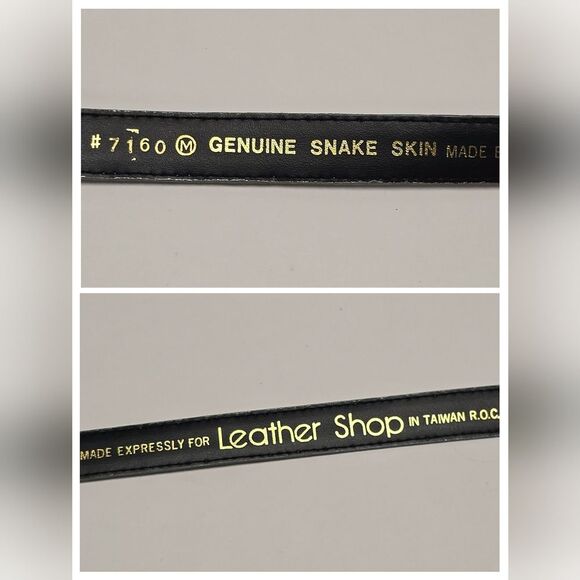 #7160 Ⓜ GENUINE SNAKE SKIN MADE E
MADE EXPRESSLY FOR Leather Shop IN TAIWAN R.O.C.